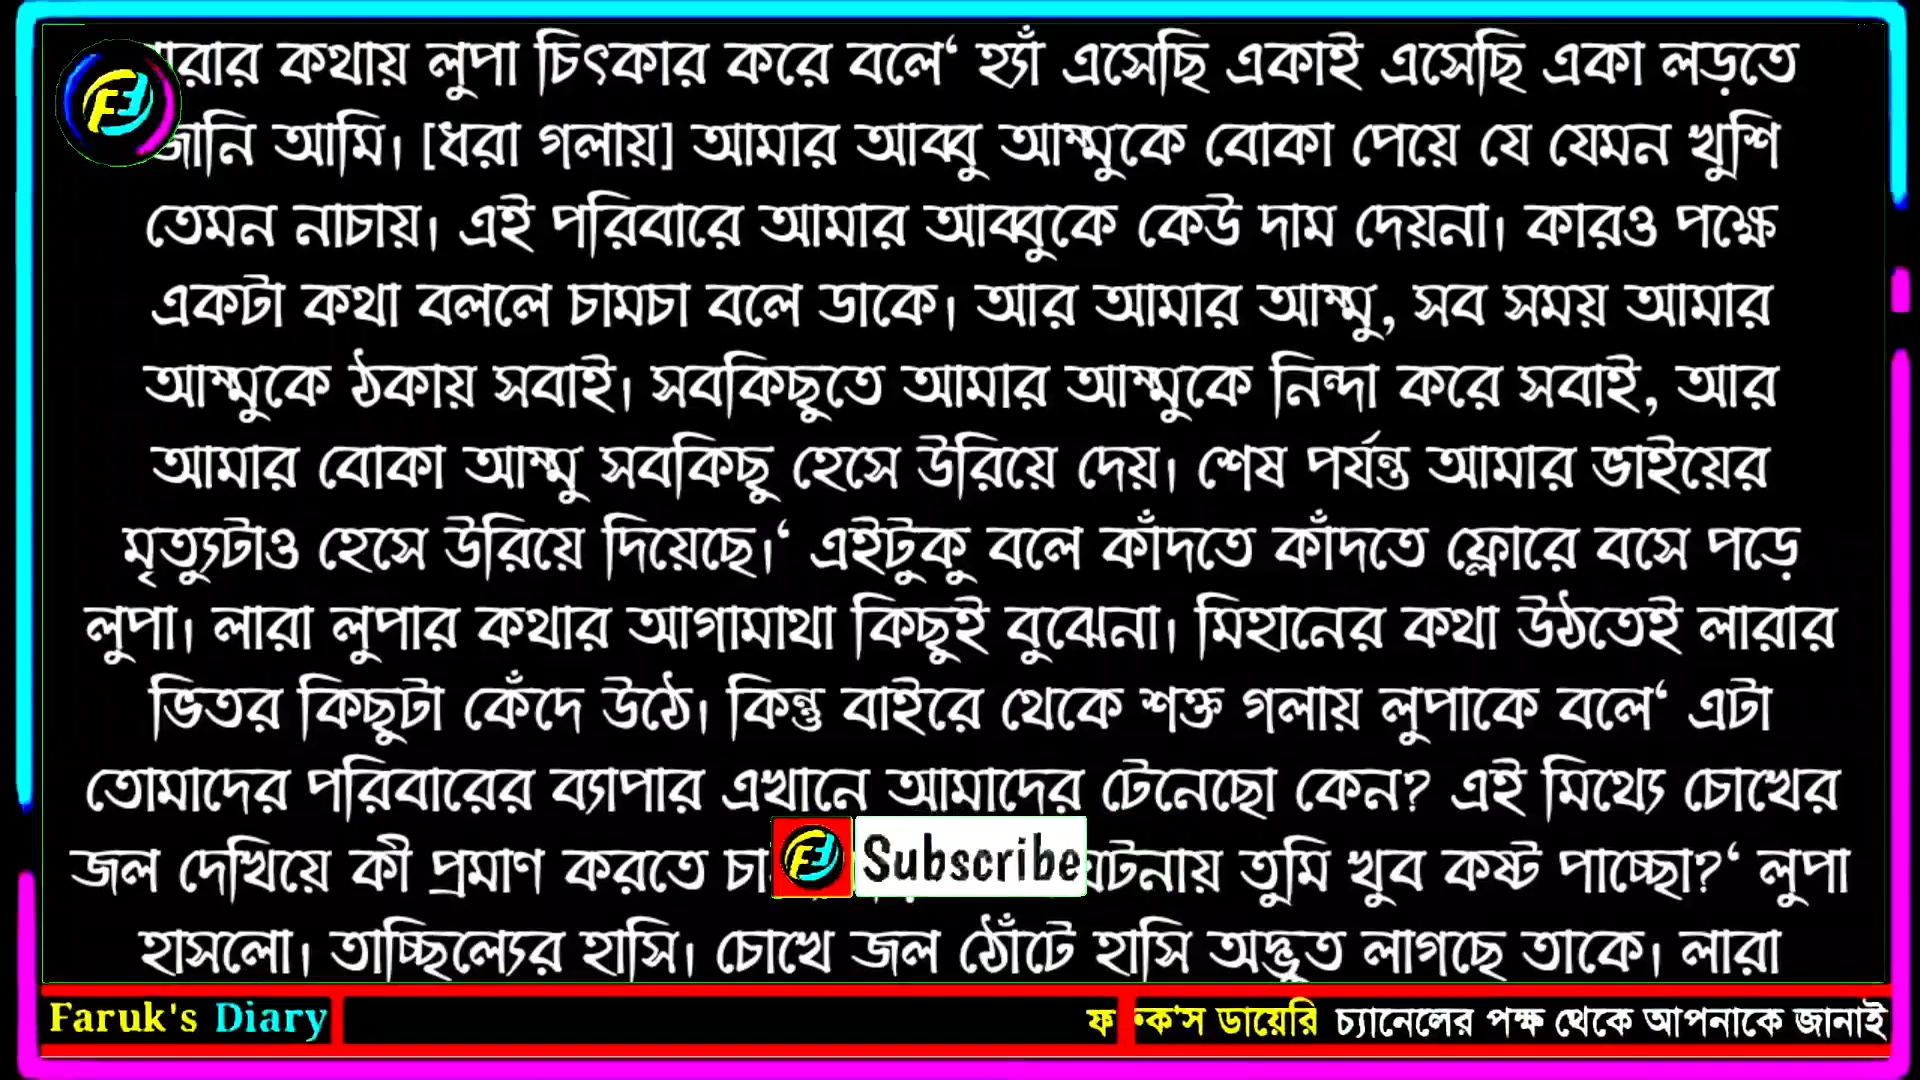 কথায় লুপা চিৎকার করে বলে‘ হ্যাঁ এসেছি একাই এসেছি একা লড়তে
জানি আমি। [ধরা গলায়] আমার আব্বু আম্মুকে বোকা পেয়ে যে যেমন খুশি
তেমন নাচায়। এই পরিবারে আমার আব্বুকে কেউ দাম দেয়না। কারও পক্ষে
একটা কথা বললে চামচা বলে ডাকে। আর আমার আম্মু, সব সময় আমার
আম্মুকে ঠকায় সবাই। সবকিছুতে আমার আম্মুকে নিন্দা করে সবাই, আর
আমার বোকা আম্মু সবকিছু হেসে উরিয়ে দেয়। শেষ পর্যন্ত আমার ভাইয়ের
মৃত্যুটাও হেসে উরিয়ে দিয়েছে।‘ এইটুকু বলে কাঁদতে কাঁদতে ফ্লোরে বসে পড়ে
লুপা। লারা লুপার কথার আগামাথা কিছুই বুঝেনা। মিহানের কথা উঠতেই লারার
ভিতর কিছুটা কেঁদে উঠে। কিন্তু বাইরে থেকে শক্ত গলায় লুপাকে বলে‘ এটা
তোমাদের পরিবারের ব্যাপার এখানে আমাদের টেনেছো কেন? এই মিথ্যে চোখের
জল দেখিয়ে কী প্রমাণ করতে Subscribe তুমি খুব কষ্ট পাচ্ছো?‘ লুপা
হাসলো। তাচ্ছিল্যের হাসি। চোখে জল ঠোঁটে হাসি অদ্ভুত লাগছে তাকে। লারা
Faruk's Diary ডায়েরি চ্যানেলের পক্ষ থেকে আপনাকে জানাই